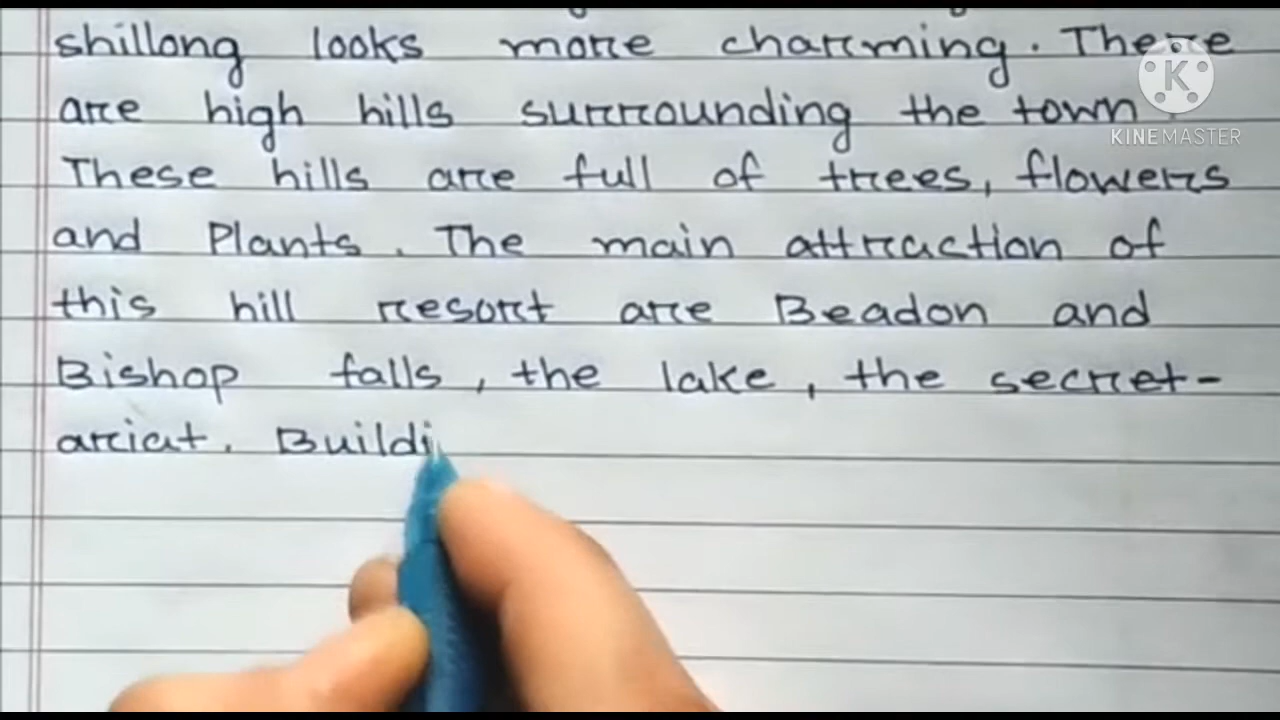 shillong looks more charming. There
are high hills surrounding the town
These hills are full of trees, flowers
and Plants. The main attraction of
this hill resort are Beadon and
Bishop falls, the lake, the secret-
ariat. Buildi
K
KINEMASTER